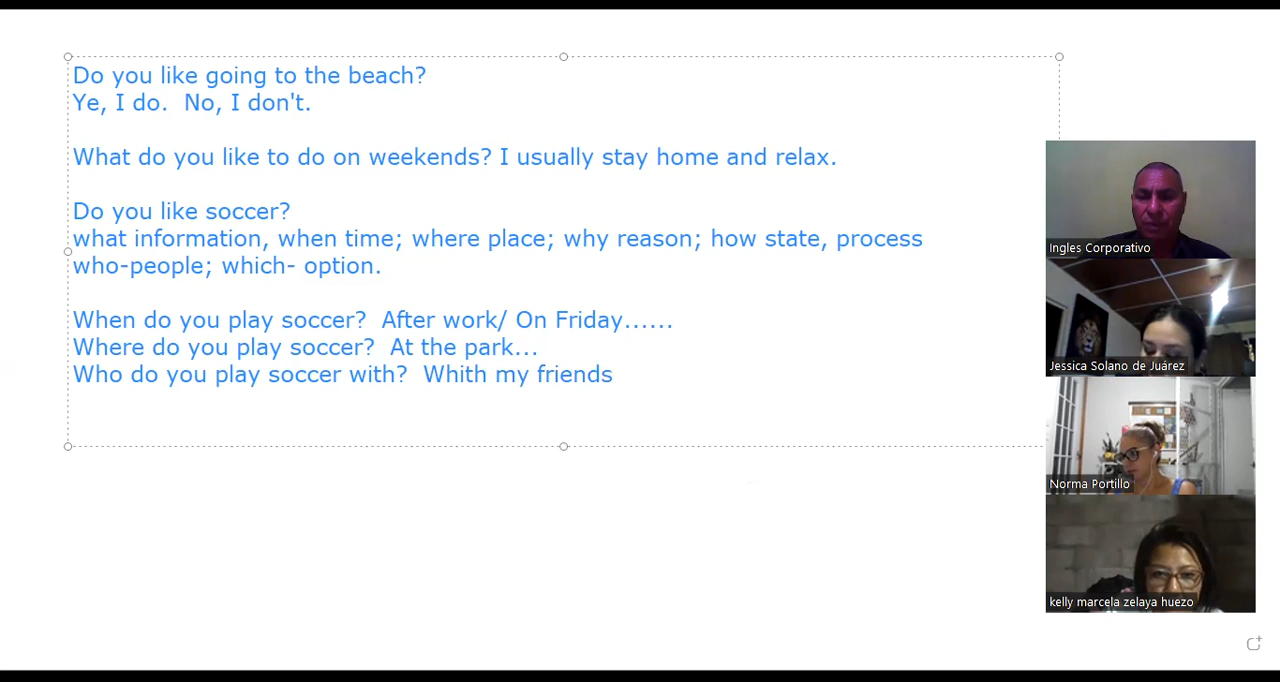 Do you like going to the beach?
Ye, I do.  No, I don't.
What do you like to do on weekends? I usually stay home and relax.
Do you like soccer?
what information, when time; where place; why reason; how state, process
who-people; which- option.
When do you play soccer?  After work/ On Friday......
Where do you play soccer?  At the park...
Who do you play soccer with?  Whith my friends
Ingles Corporativo
Jessica Solano de Juárez
Norma Portillo
kelly marcela zelaya huezo